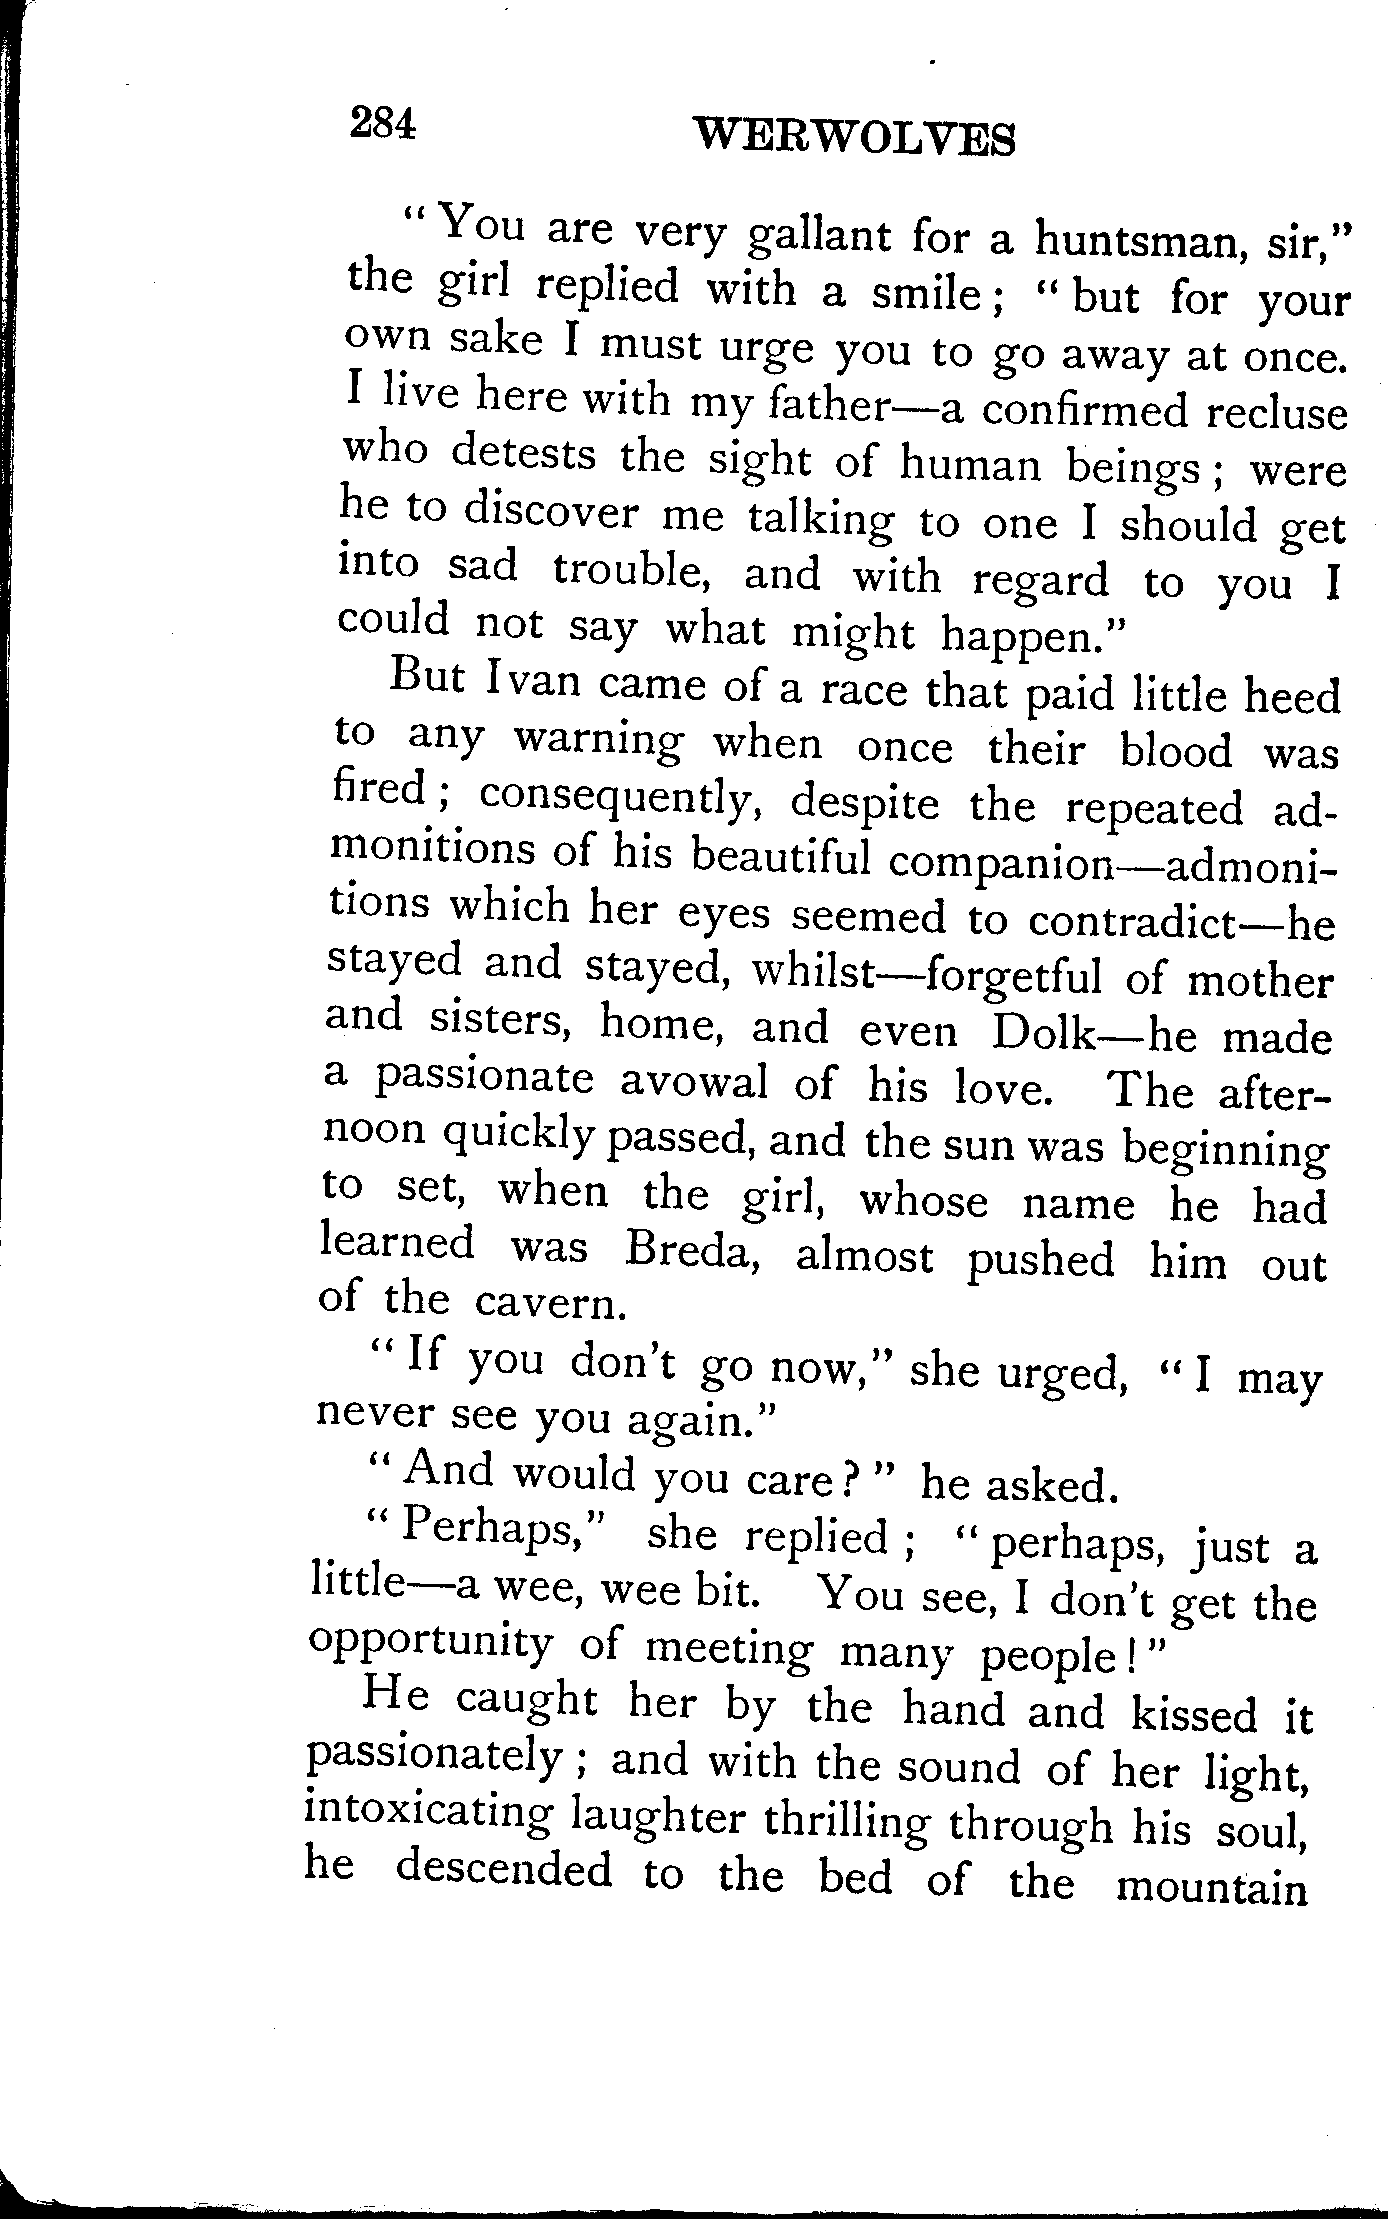 284 WERWOLVES
" You are very gallant for a huntsman, sir,"
the girl replied with a smile ; " but for your
own sake I must urge you to go away at once.
I live here with my father—a confirmed recluse
who detests the sight of human beings ; were
he to discover me talking to one I should get
into sad trouble, and with regard to you I
could not say what might happen."
But Ivan came of a race that paid little heed
to any warning when once their blood was
fired ; consequently, despite the repeated ad-
monitions of his beautiful companion—admoni-
tions which her eyes seemed to contradict—he
stayed and stayed, whilst—forgetful of mother
and sisters, home, and even Dolk—he made
a passionate avowal of his love. The after-
noon quickly passed, and the sun was beginning
to set, when the girl, whose name he had
learned was Breda, almost pushed him out
of the cavern.
" If you don't go now," she urged, " I may
never see you again."
" And would you care ? " he asked.
" Perhaps," she replied ; " perhaps, just a
little—a wee, wee bit. You see, I don't get the
opportunity of meeting many people ! "
He caught her by the hand and kissed it
passionately ; and with the sound of her light,
intoxicating laughter thrilling through his soul,
he descended to the bed of the mountain